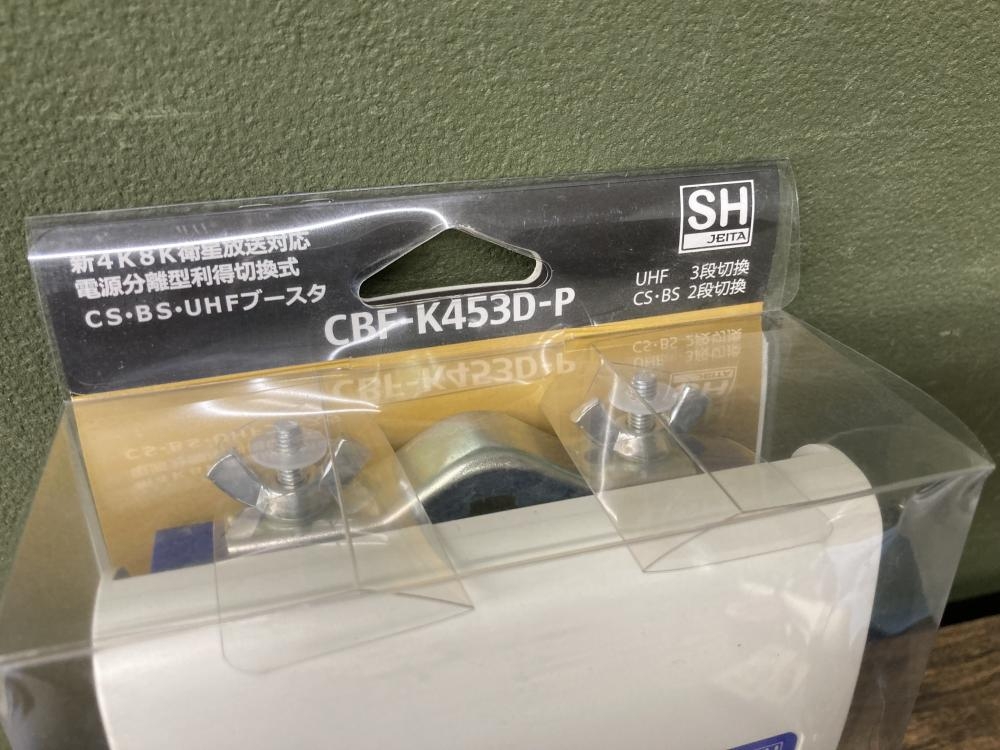 新4K8K衛星放送対応
電源分離型利得切換式
CS・BS・UHFブースタ
CBF-K453D-P
SH
JEITA
UHF 3段切換
CS・BS 2段切換